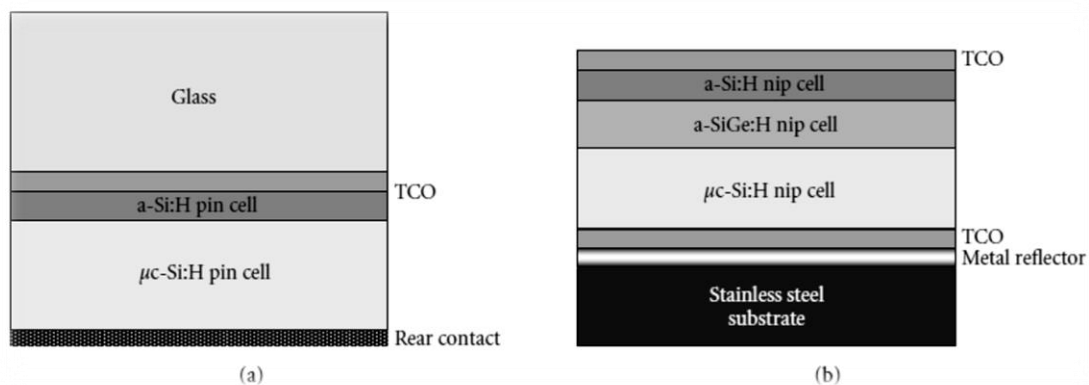 Glass
TCO
a-Si:H pin cell
μc-Si:H pin cell
Rear contact
(a)
TCO
a-Si:H nip cell
a-SiGe:H nip cell
μc-Si:H nip cell
TCO
Metal reflector
Stainless steel
substrate
(b)